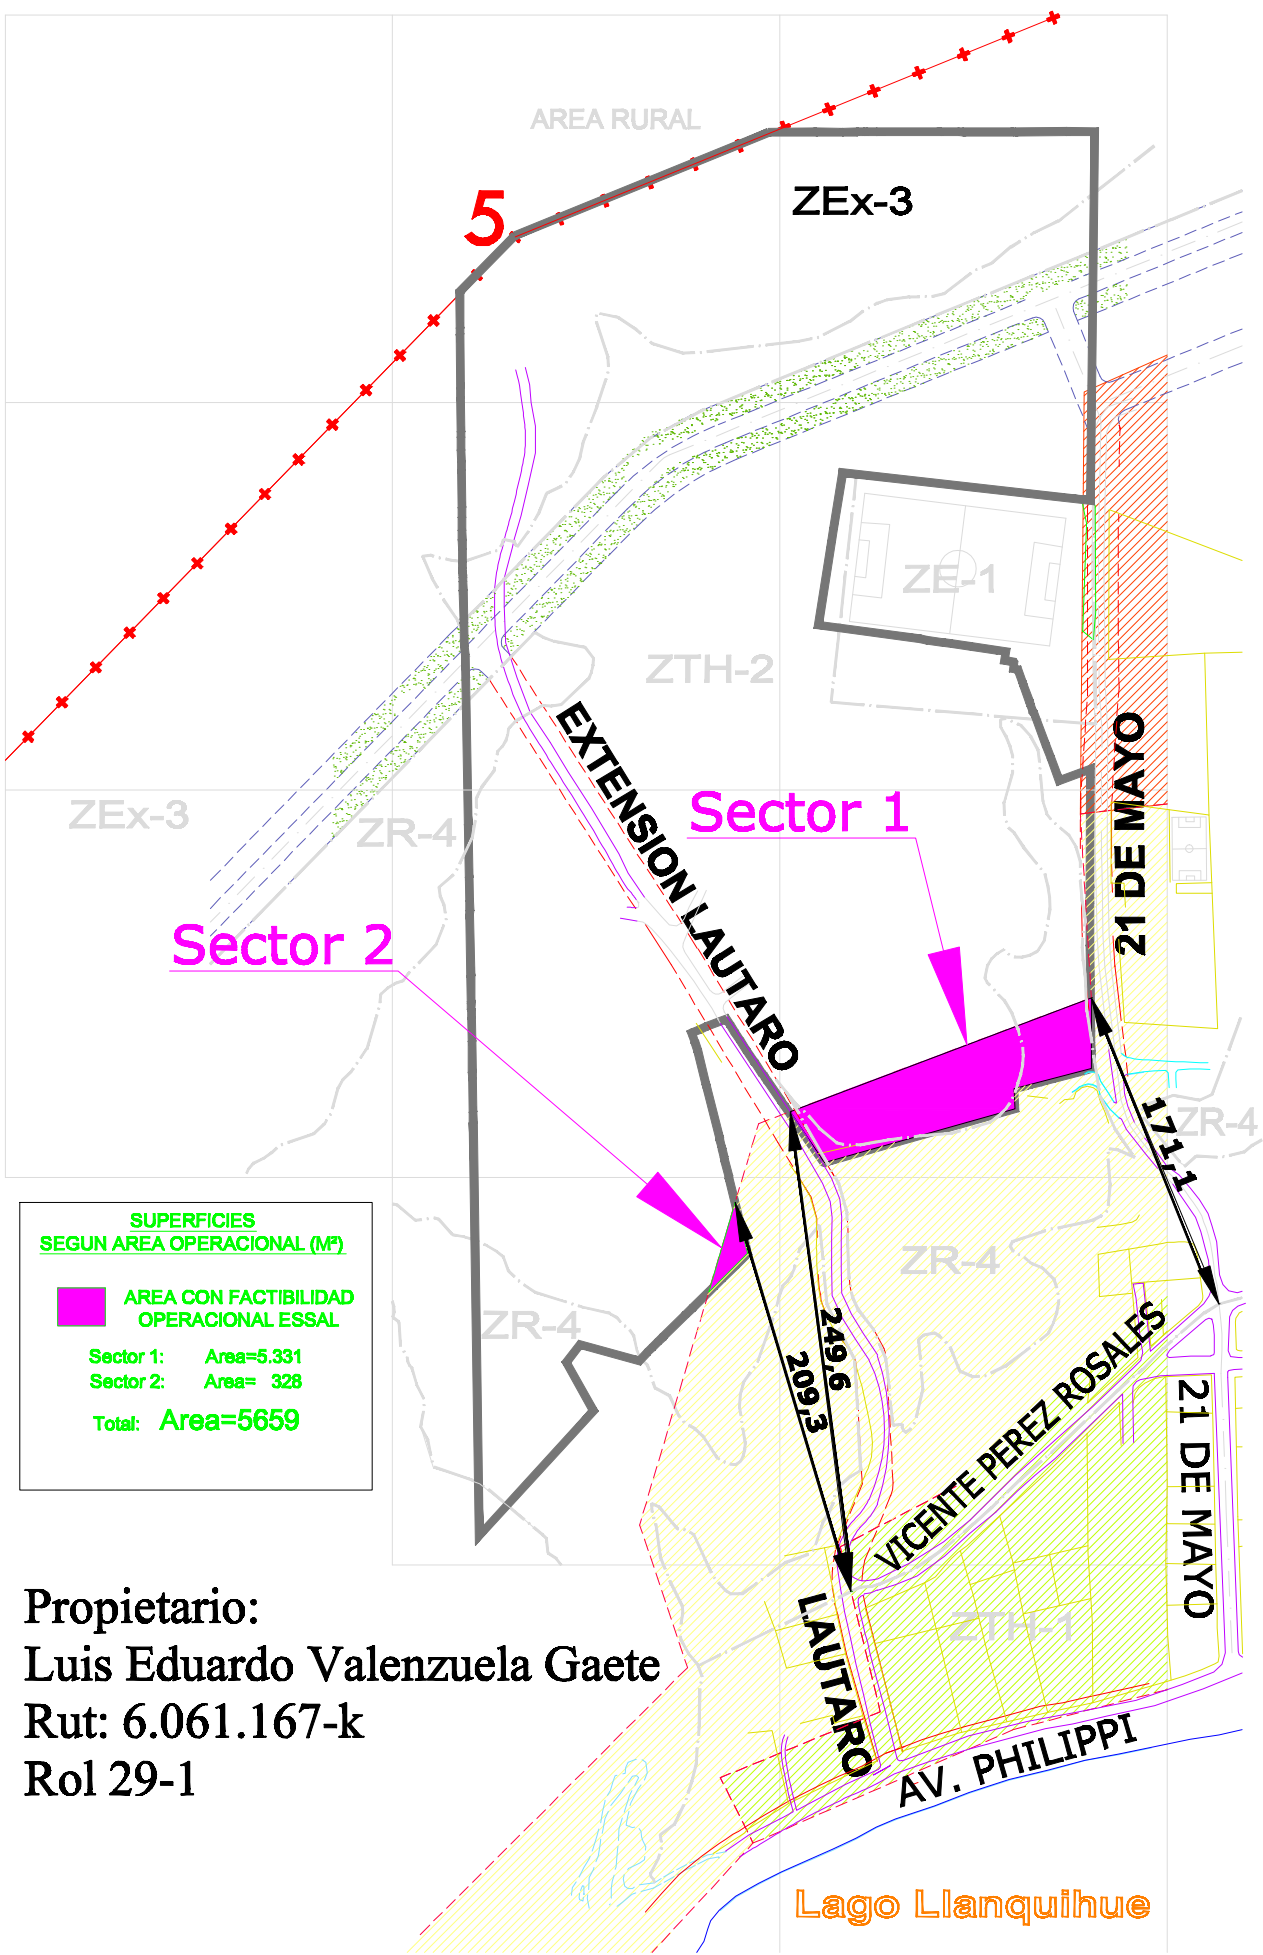 AREA RURAL
ZEx-3
5
ZE-1
ZTH-2
EXTENSION LAUTARO
21 DE MAYO
Sector 1
ZEx-3
ZR-4
Sector 2
171,1
ZR-4
SUPERFICIES
SEGUN AREA OPERACIONAL (M²)
AREA CON FACTIBILIDAD
OPERACIONAL ESSAL
Sector 1: Area=5.331
Sector 2: Area= 328
Total: Area=5659
ZR-4
ZR-4
249,6
209,3
VICENTE PEREZ ROSALES
21 DE MAYO
Propietario:
Luis Eduardo Valenzuela Gaete
Rut: 6.061.167-k
Rol 29-1
LAUTARO
ZTH-1
AV. PHILIPPI
Lago Llanquihue